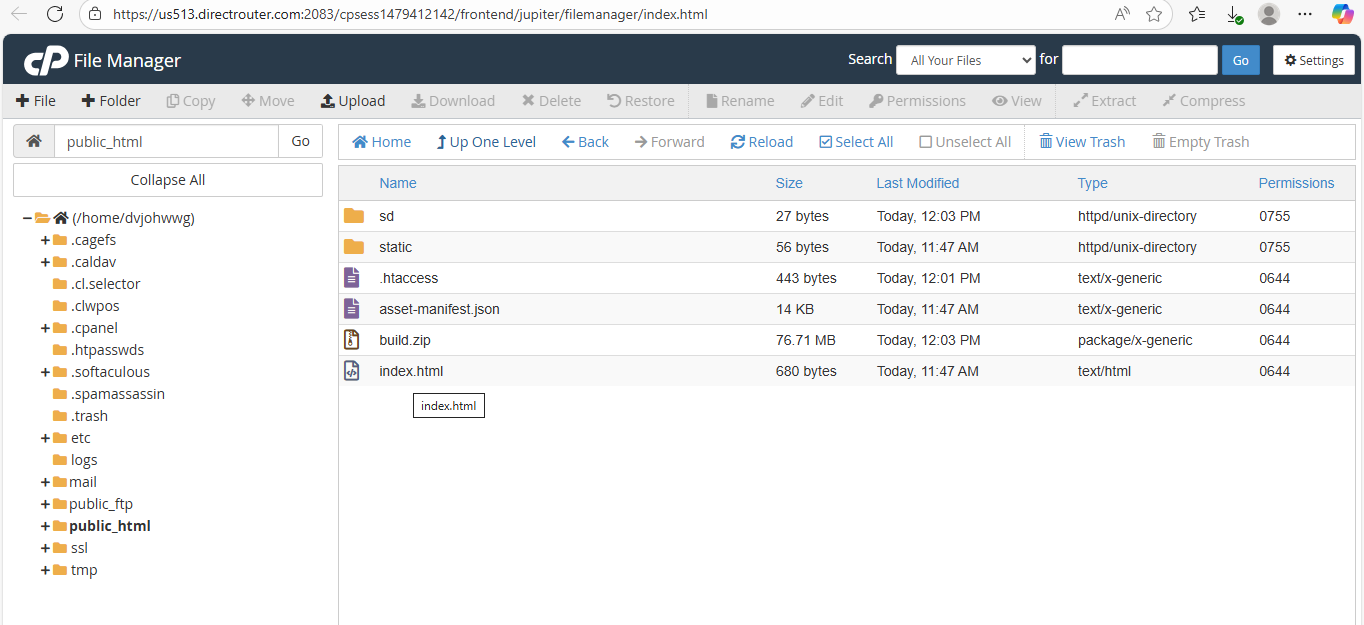 https://us513.directrouter.com:2083/cpsess1479412142/frontend/jupiter/filemanager/index.html
cP File Manager
Search All Your Files for Go Settings
File Folder Copy Move Upload Download Delete Restore Rename Edit Permissions View Extract Compress
public_html Go
Home Up One Level Back Forward Reload Select All Unselect All View Trash Empty Trash
Collapse All
(/home/dvjohwwg)
.cagefs
.caldav
.cl.selector
.clwpos
.cpanel
.htpasswds
.softaculous
.spamassassin
.trash
etc
logs
mail
public_ftp
public_html
ssl
tmp
Name Size Last Modified Type Permissions
sd 27 bytes Today, 12:03 PM httpd/unix-directory 0755
static 56 bytes Today, 11:47 AM httpd/unix-directory 0755
.htaccess 443 bytes Today, 12:01 PM text/x-generic 0644
asset-manifest.json 14 KB Today, 11:47 AM text/x-generic 0644
build.zip 76.71 MB Today, 12:03 PM package/x-generic 0644
index.html 680 bytes Today, 11:47 AM text/html 0644
index.html